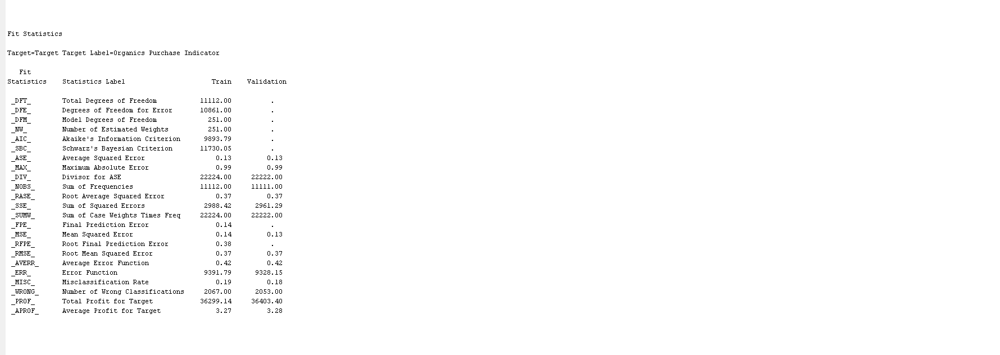 Fit Statistics
Target=Target Target Label=Organics Purchase Indicator
Fit
Statistics Statistics Label Train Validation
_DFT_ Total Degrees of Freedom 11112.00 .
_DFE_ Degrees of Freedom for Error 10861.00 .
_DFM_ Model Degrees of Freedom 251.00 .
_NW_ Number of Estimated Weights 251.00 .
_AIC_ Akaike's Information Criterion 9893.79 .
_SBC_ Schwarz's Bayesian Criterion 11730.05 .
_ASE_ Average Squared Error 0.13 0.13
_MAX_ Maximum Absolute Error 0.99 0.99
_DIV_ Divisor for ASE 22224.00 22222.00
_NOBS_ Sum of Frequencies 11112.00 11111.00
_RASE_ Root Average Squared Error 0.37 0.37
_SSE_ Sum of Squared Errors 2988.42 2961.29
_SUMW_ Sum of Case Weights Times Freq 22224.00 22222.00
_FPE_ Final Prediction Error 0.14 .
_MSE_ Mean Squared Error 0.14 0.13
_RFPE_ Root Final Prediction Error 0.38 .
_RMSE_ Root Mean Squared Error 0.37 0.37
_AVERR_ Average Error Function 0.42 0.42
_ERR_ Error Function 9391.79 9328.15
_MISC_ Misclassification Rate 0.19 0.18
_WRONG_ Number of Wrong Classifications 2067.00 2053.00
_PROF_ Total Profit for Target 36299.14 36403.40
_APROF_ Average Profit for Target 3.27 3.28